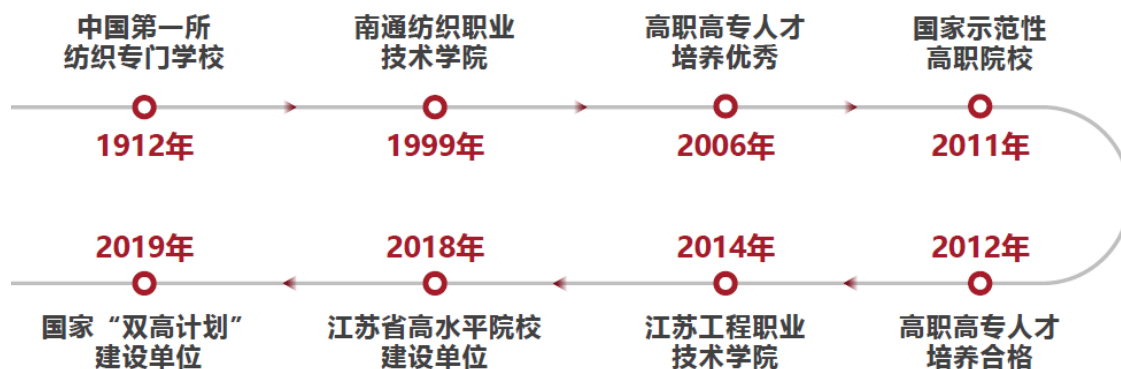 中国第一所
纺织专门学校
南通纺织职业
技术学院
高职高专人才
培养优秀
国家示范性
高职院校
1912年
1999年
2006年
2011年
2019年
2018年
2014年
2012年
国家“双高计划”
建设单位
江苏省高水平院校
建设单位
江苏工程职业
技术学院
高职高专人才
培养合格